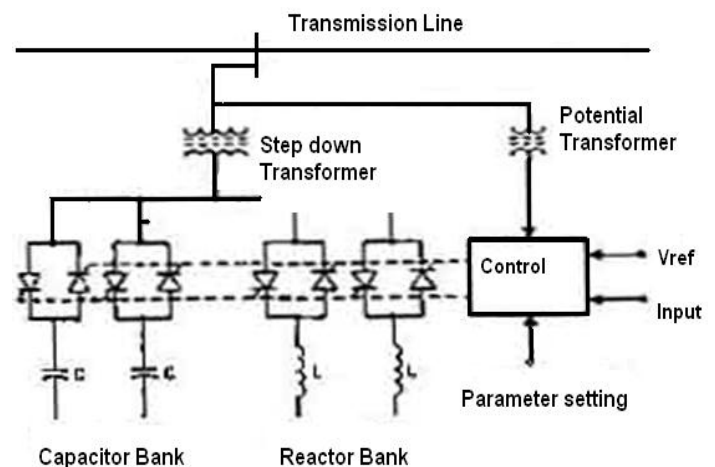 Transmission Line
Potential
Transformer
Step down
Transformer
Control
Vref
Input
C
C
L
L
Parameter setting
Capacitor Bank
Reactor Bank